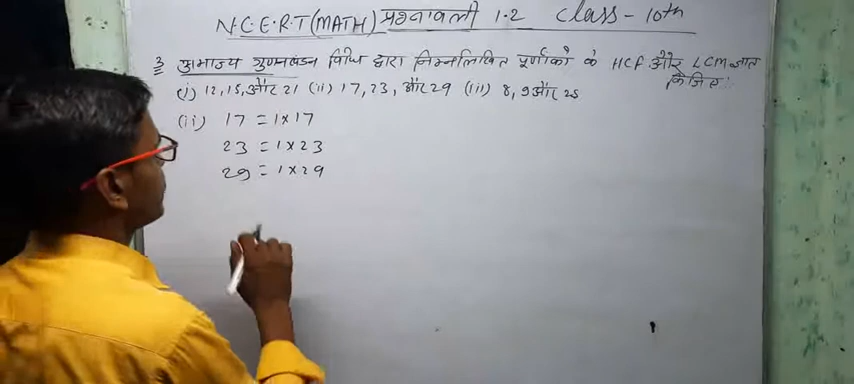 N.C.E.R.T (MATH) प्रश्नावली 1.2 Class - 10th
3 अभाज्य गुणनखंडन विधि द्वारा निम्नलिखित पूर्णांकों के HCF और LCM ज्ञात
कीजिए:
(i) 12, 15, और 21 (ii) 17, 23, और 29 (iii) 8, 9 और 25
(ii) 17 = 1 × 17
23 = 1 × 23
29 = 1 × 29